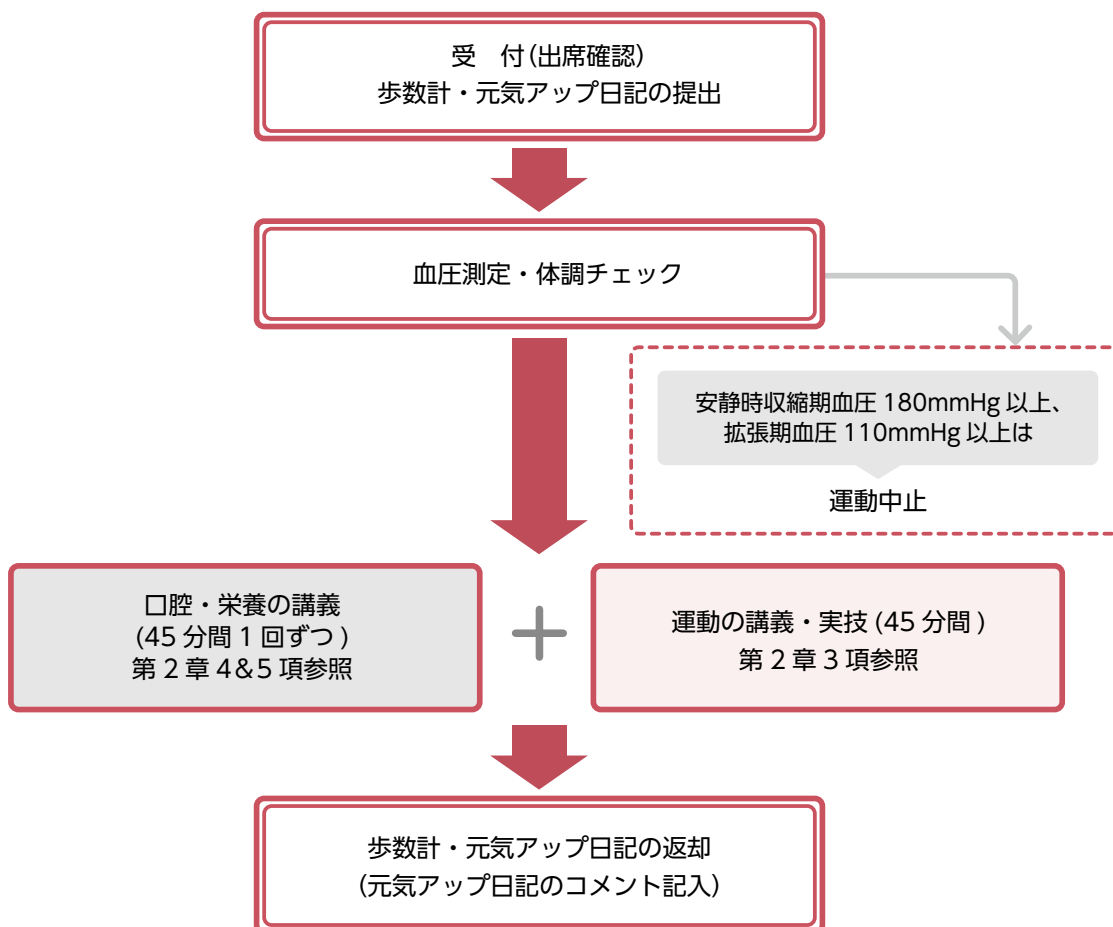 受　付(出席確認)
歩数計・元気アップ日記の提出
血圧測定・体調チェック
安静時収縮期血圧 180mmHg 以上、
拡張期血圧 110mmHg 以上は
運動中止
口腔・栄養の講義
(45 分間 1 回ずつ )
第 2 章 4&5 項参照
運動の講義・実技 (45 分間 )
第 2 章 3 項参照
歩数計・元気アップ日記の返却
(元気アップ日記のコメント記入)